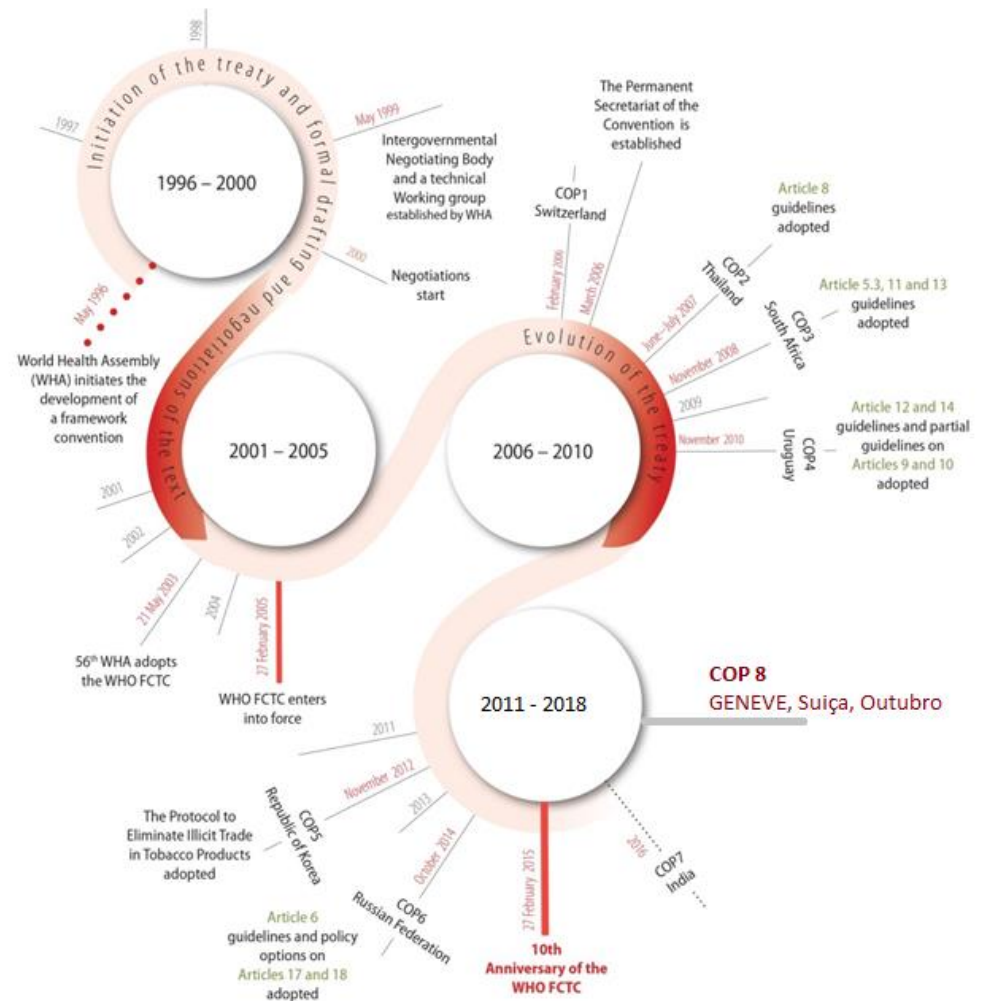 1998
1997
Initiation of the treaty and formal drafting and negotiations of the text
May 1999
Intergovernmental
Negotiating Body
and a technical
Working group
established by WHA
1996 – 2000
2000
Negotiations
start
May 1996
World Health Assembly
(WHA) initiates the
development of
a framework
convention
2001 – 2005
2001
2002
21 May 2003
56th WHA adopts
the WHO FCTC
2004
27 February 2005
WHO FCTC enters
into force
Evolution of the treaty
2006 – 2010
February 2006
COP1
Switzerland
March 2006
The Permanent
Secretariat of the
Convention is
established
June–July 2007
COP2
Thailand
Article 8
guidelines
adopted
November 2008
COP3
South Africa
Article 5.3, 11 and 13
guidelines
adopted
2009
November 2010
COP4
Uruguay
Article 12 and 14
guidelines and partial
guidelines on
Articles 9 and 10
adopted
2011 - 2018
COP 8
GENEVE, Suiça, Outubro
2011
November 2012
COP5
Republic of Korea
The Protocol to
Eliminate Illicit Trade
in Tobacco Products
adopted
2013
October 2014
COP6
Russian Federation
Article 6
guidelines and policy
options on
Articles 17 and 18
adopted
27 February 2015
10th
Anniversary of the
WHO FCTC
2016
COP7
India